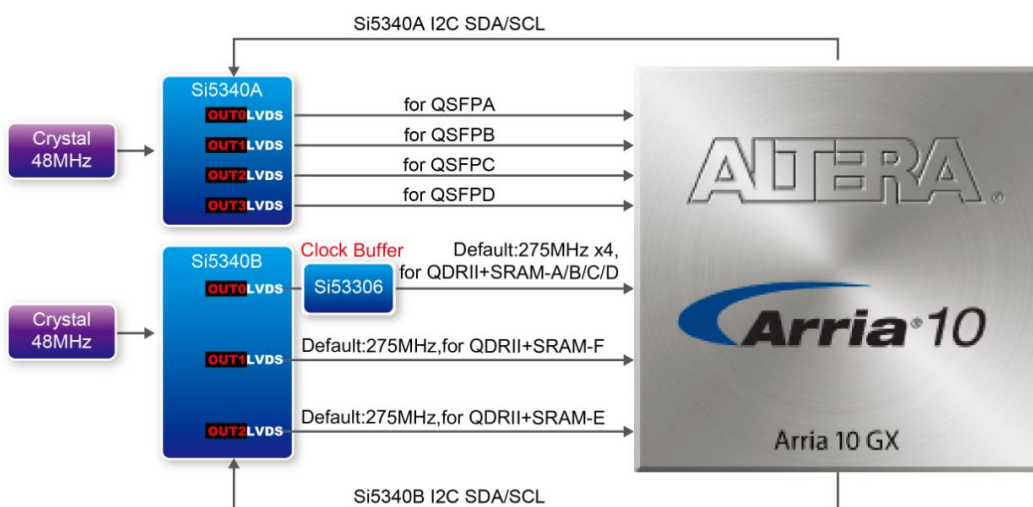 Si5340A I2C SDA/SCL
Si5340A
OUT0LVDS
for QSFPA
OUT1LVDS
for QSFPB
OUT2LVDS
for QSFPC
OUT3LVDS
for QSFPD
Crystal
48MHz
Si5340B
OUT0LVDS
Clock Buffer
Si53306
Default:275MHz x4,
for QDRII+SRAM-A/B/C/D
Crystal
48MHz
OUT1LVDS
Default:275MHz,for QDRII+SRAM-F
OUT2LVDS
Default:275MHz,for QDRII+SRAM-E
Si5340B I2C SDA/SCL
ALTERA®
Arria® 10
Arria 10 GX